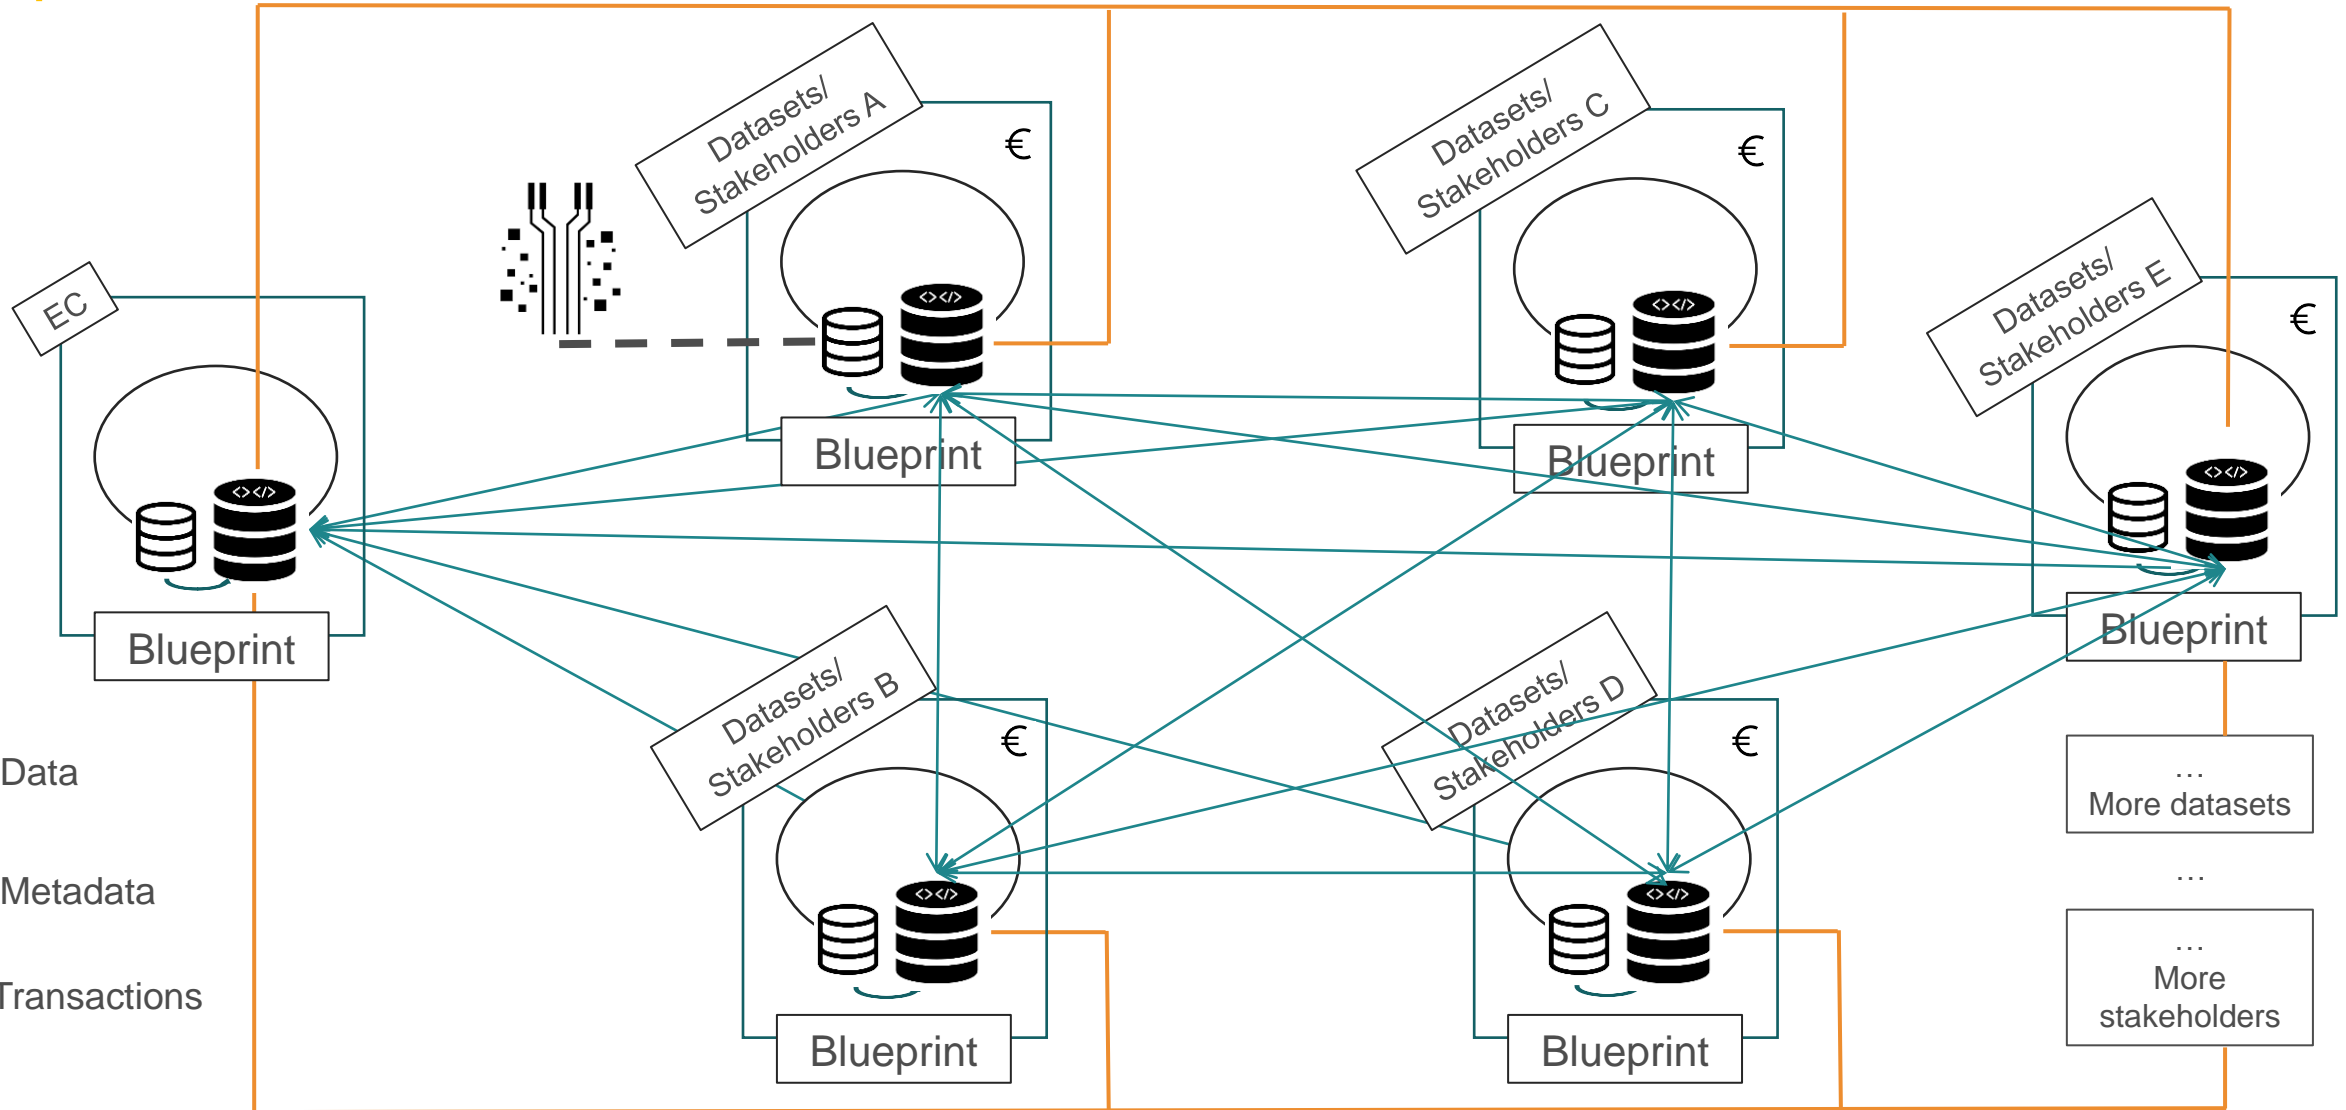 Datasets/
Stakeholders A
€
<></>
Blueprint
Datasets/
Stakeholders C
€
<></>
Blueprint
Datasets/
Stakeholders E
€
<></>
Blueprint
EC
<></>
Blueprint
Datasets/
Stakeholders B
€
<></>
Blueprint
Datasets/
Stakeholders D
€
<></>
Blueprint
Data
Metadata
Transactions
...
More datasets
...
...
More
stakeholders